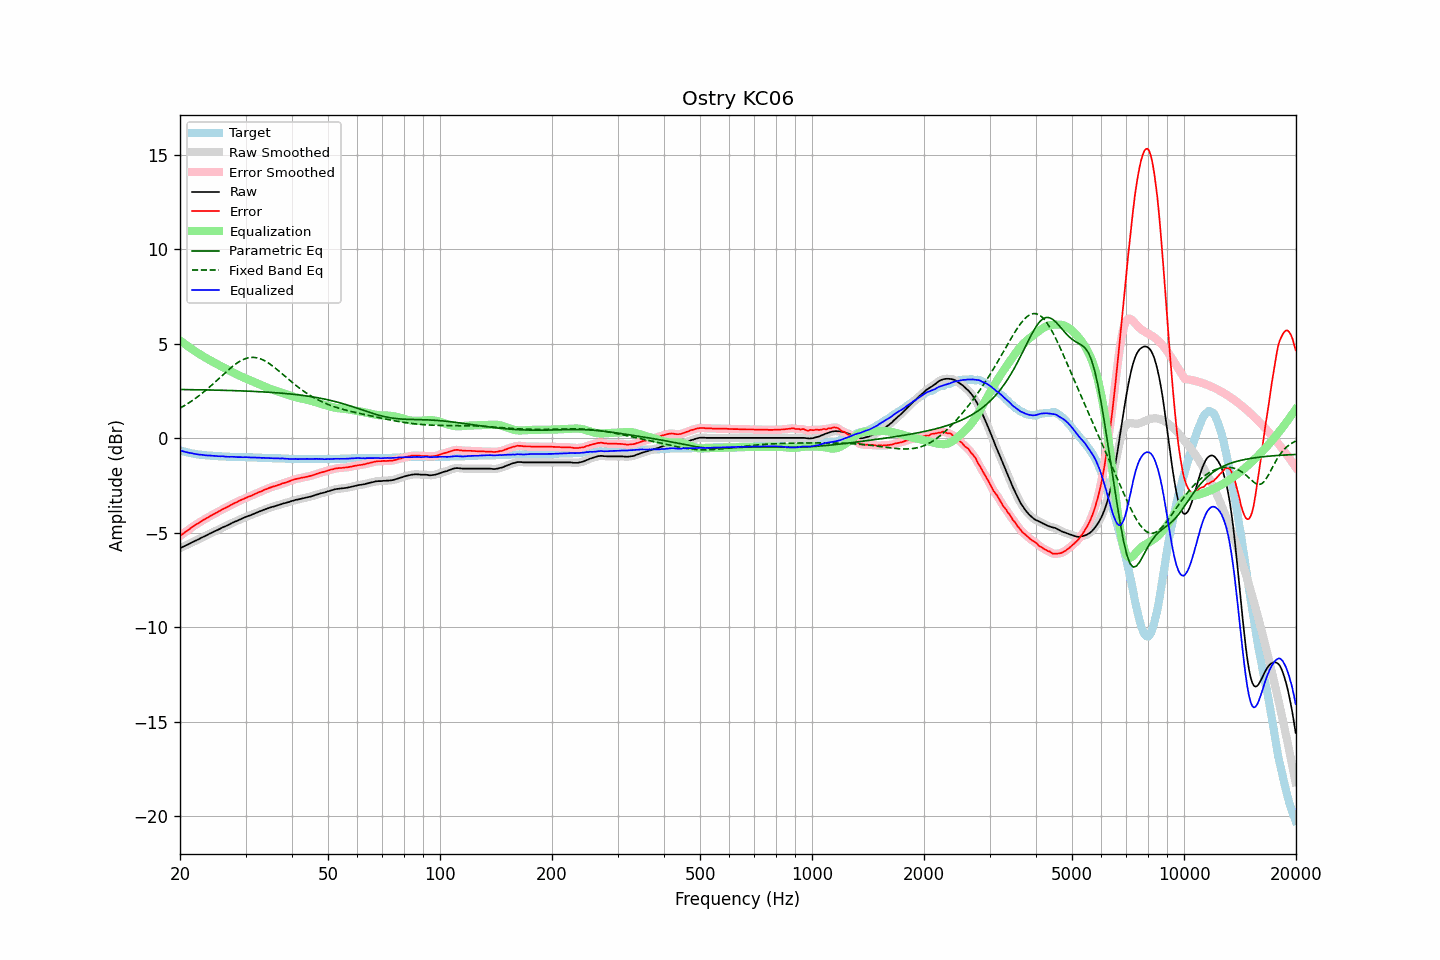 Ostry KC06
Target
Raw Smoothed
Error Smoothed
Raw
Error
Equalization
Parametric Eq
Fixed Band Eq
Equalized
15
10
5
0
−5
−10
−15
−20
Amplitude (dBr)
20
50
100
200
500
1000
2000
5000
10000
20000
Frequency (Hz)